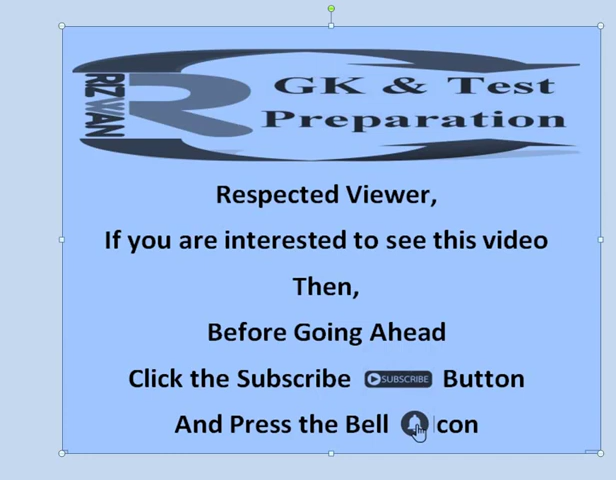 RIZWAN
R
GK & Test
Preparation
Respected Viewer,
If you are interested to see this video
Then,
Before Going Ahead
Click the Subscribe SUBSCRIBE Button
And Press the Bell Icon